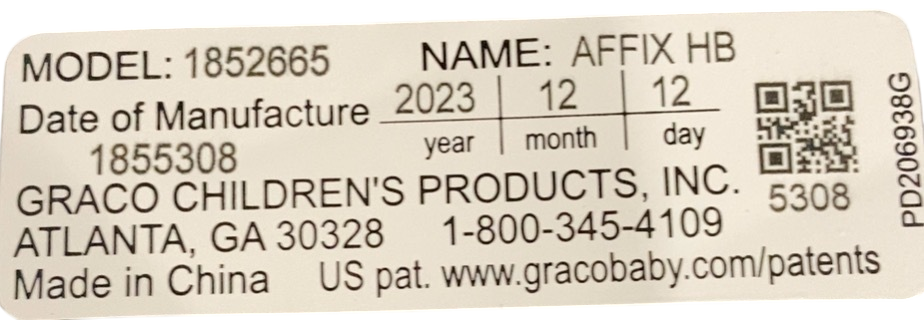 MODEL: 1852665 NAME: AFFIX HB
Date of Manufacture 2023 12 12
year month day
1855308
GRACO CHILDREN'S PRODUCTS, INC.
5308
ATLANTA, GA 30328 1-800-345-4109
Made in China US pat. www.gracobaby.com/patents
PD206938G